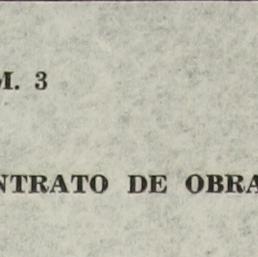 M. 3
NTRATO DE OBRA